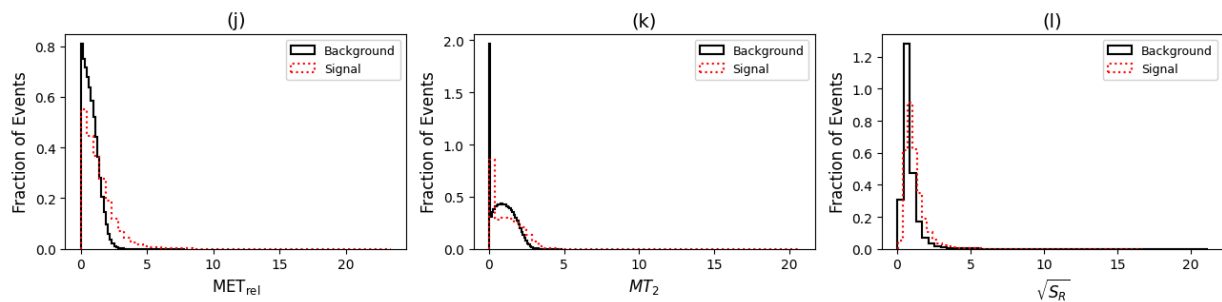 (j)
Fraction of Events
0.8
0.6
0.4
0.2
0.0
Background
Signal
0 5 10 15 20
MET_rel
(k)
Fraction of Events
2.0
1.5
1.0
0.5
0.0
Background
Signal
0 5 10 15 20
MT_2
(l)
Fraction of Events
1.2
1.0
0.8
0.6
0.4
0.2
0.0
Background
Signal
0 5 10 15 20
√S_R